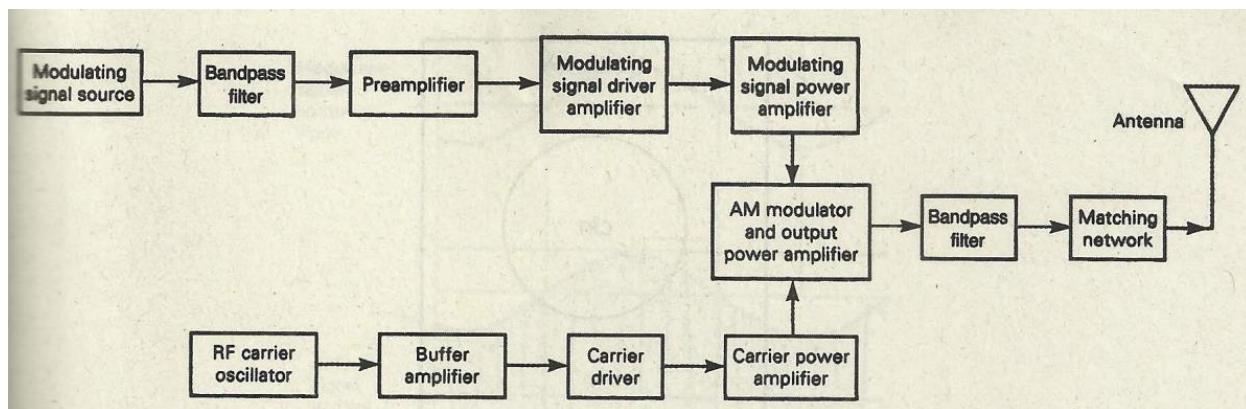 Modulating
signal source
Bandpass
filter
Preamplifier
Modulating
signal driver
amplifier
Modulating
signal power
amplifier
Antenna
AM modulator
and output
power amplifier
Bandpass
filter
Matching
network
RF carrier
oscillator
Buffer
amplifier
Carrier
driver
Carrier power
amplifier